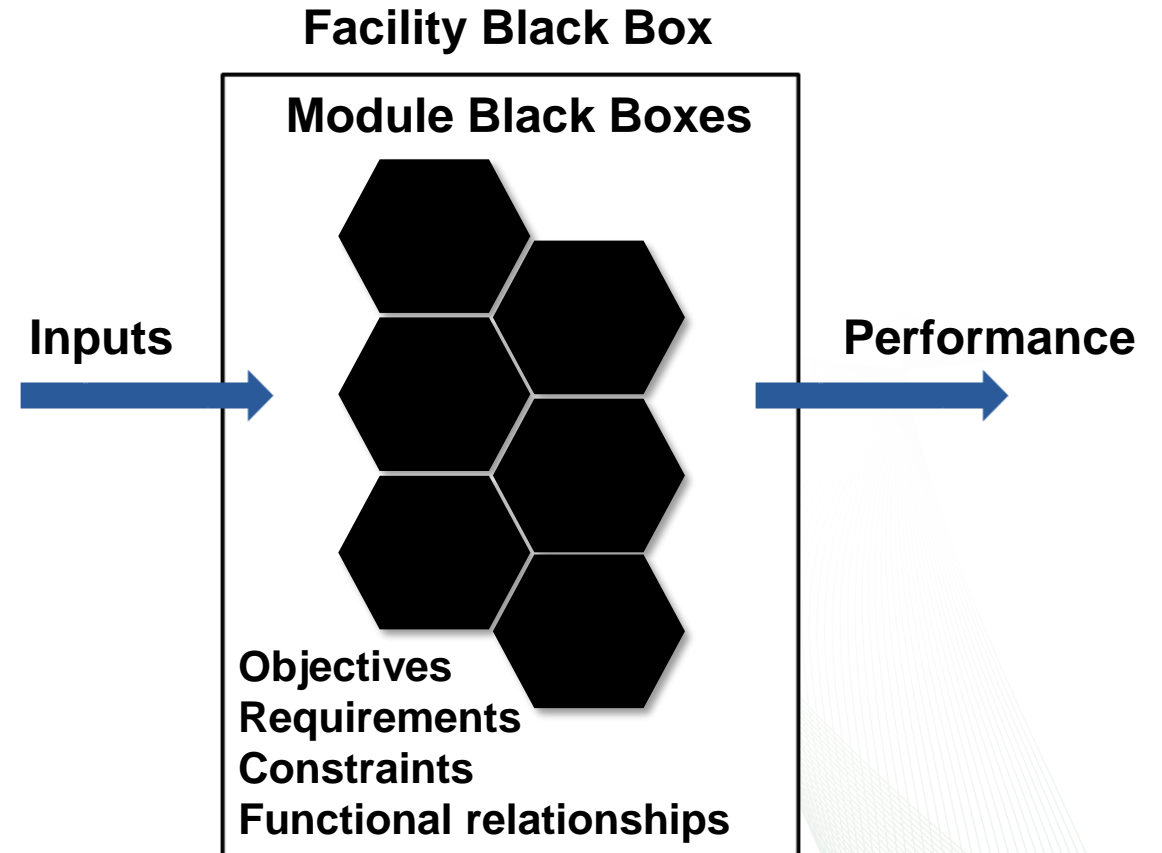 Facility Black Box
Module Black Boxes
Inputs
Performance
Objectives
Requirements
Constraints
Functional relationships